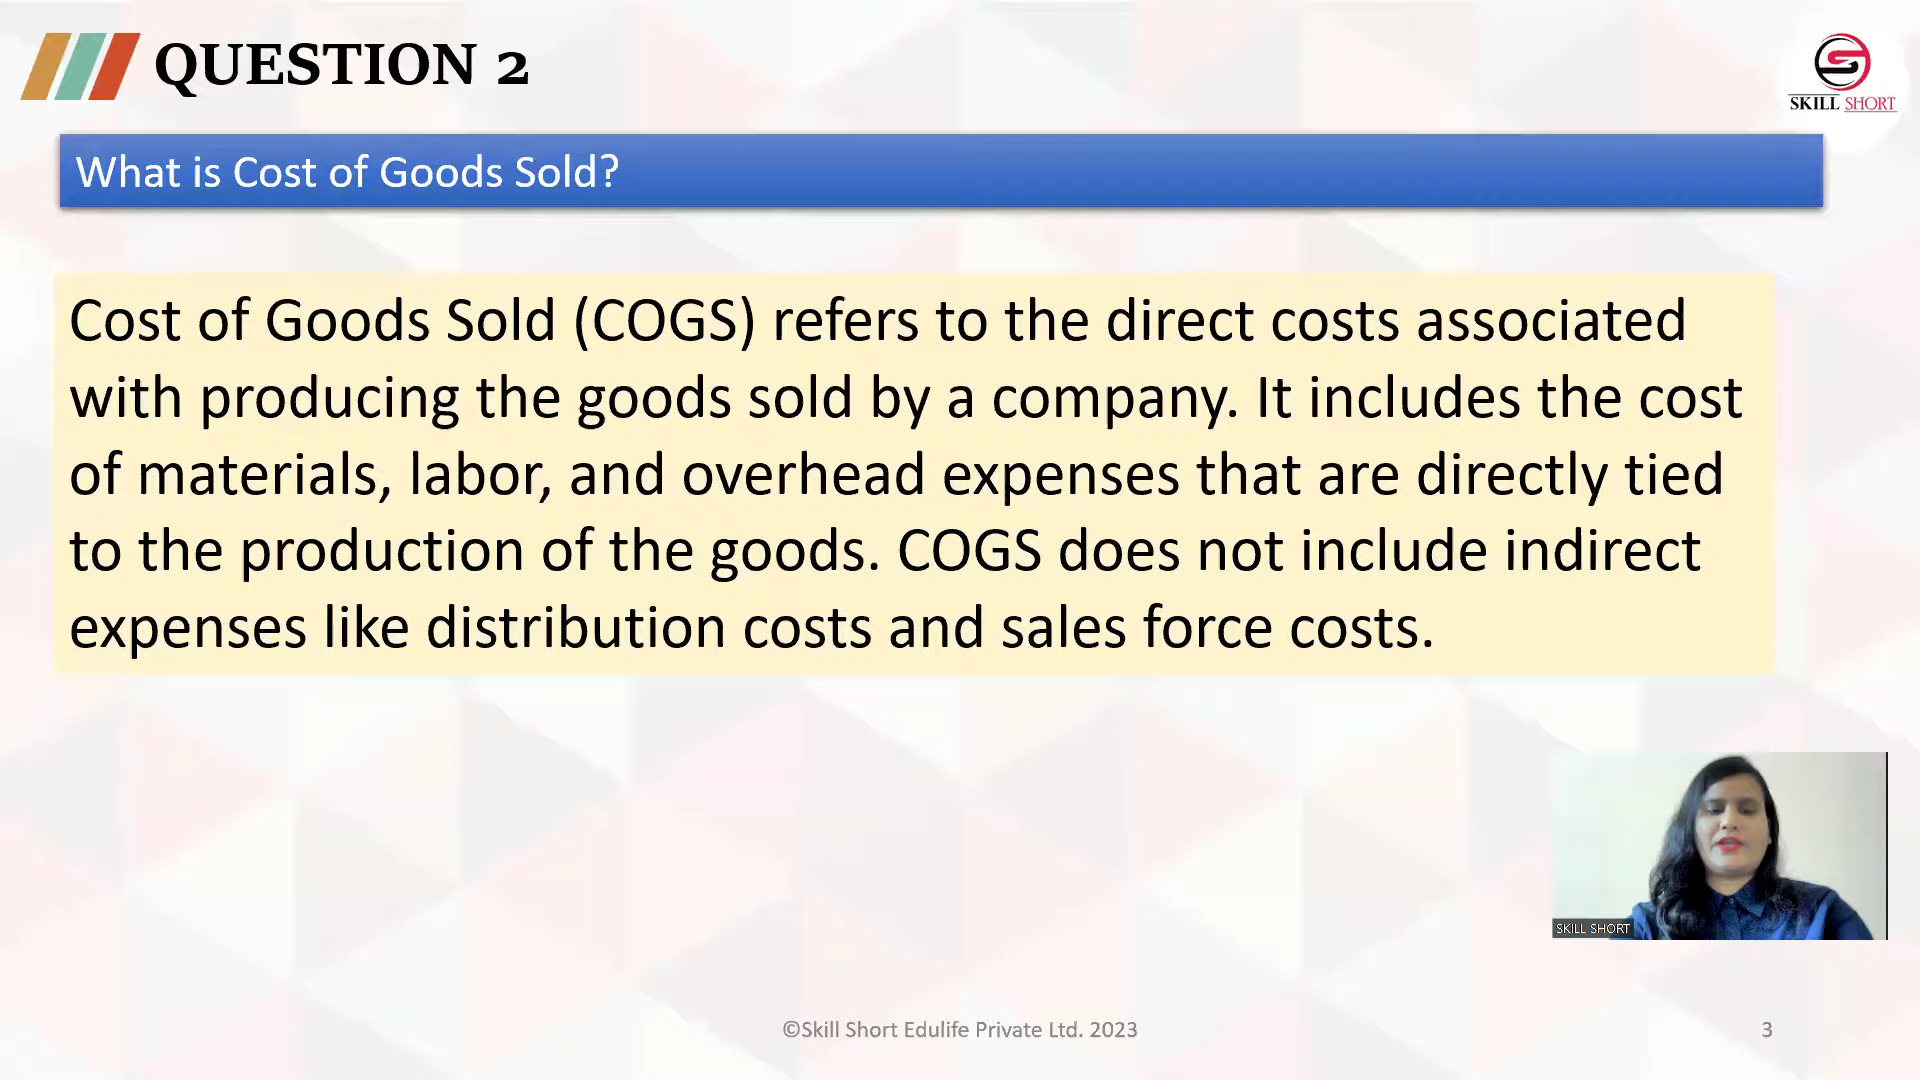 QUESTION 2
SKILL SHORT
What is Cost of Goods Sold?
Cost of Goods Sold (COGS) refers to the direct costs associated
with producing the goods sold by a company. It includes the cost
of materials, labor, and overhead expenses that are directly tied
to the production of the goods. COGS does not include indirect
expenses like distribution costs and sales force costs.
SKILL SHORT
©Skill Short Edulife Private Ltd. 2023
3